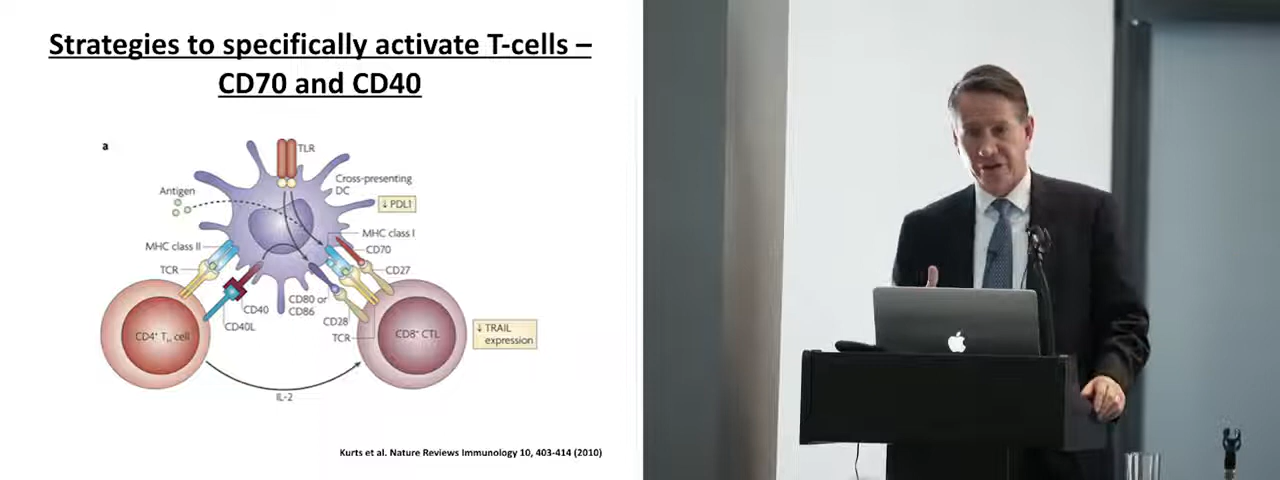 Strategies to specifically activate T-cells –
CD70 and CD40
a
TLR
Cross-presenting
DC
Antigen
↓ PDL1
MHC class II
MHC class I
CD70
TCR
CD27
CD80 or
CD86
CD40
CD40L
CD28
TCR
CD4⁺ Tₕ cell
CD8⁺ CTL
↓ TRAIL
expression
IL-2
Kurts et al. Nature Reviews Immunology 10, 403-414 (2010)